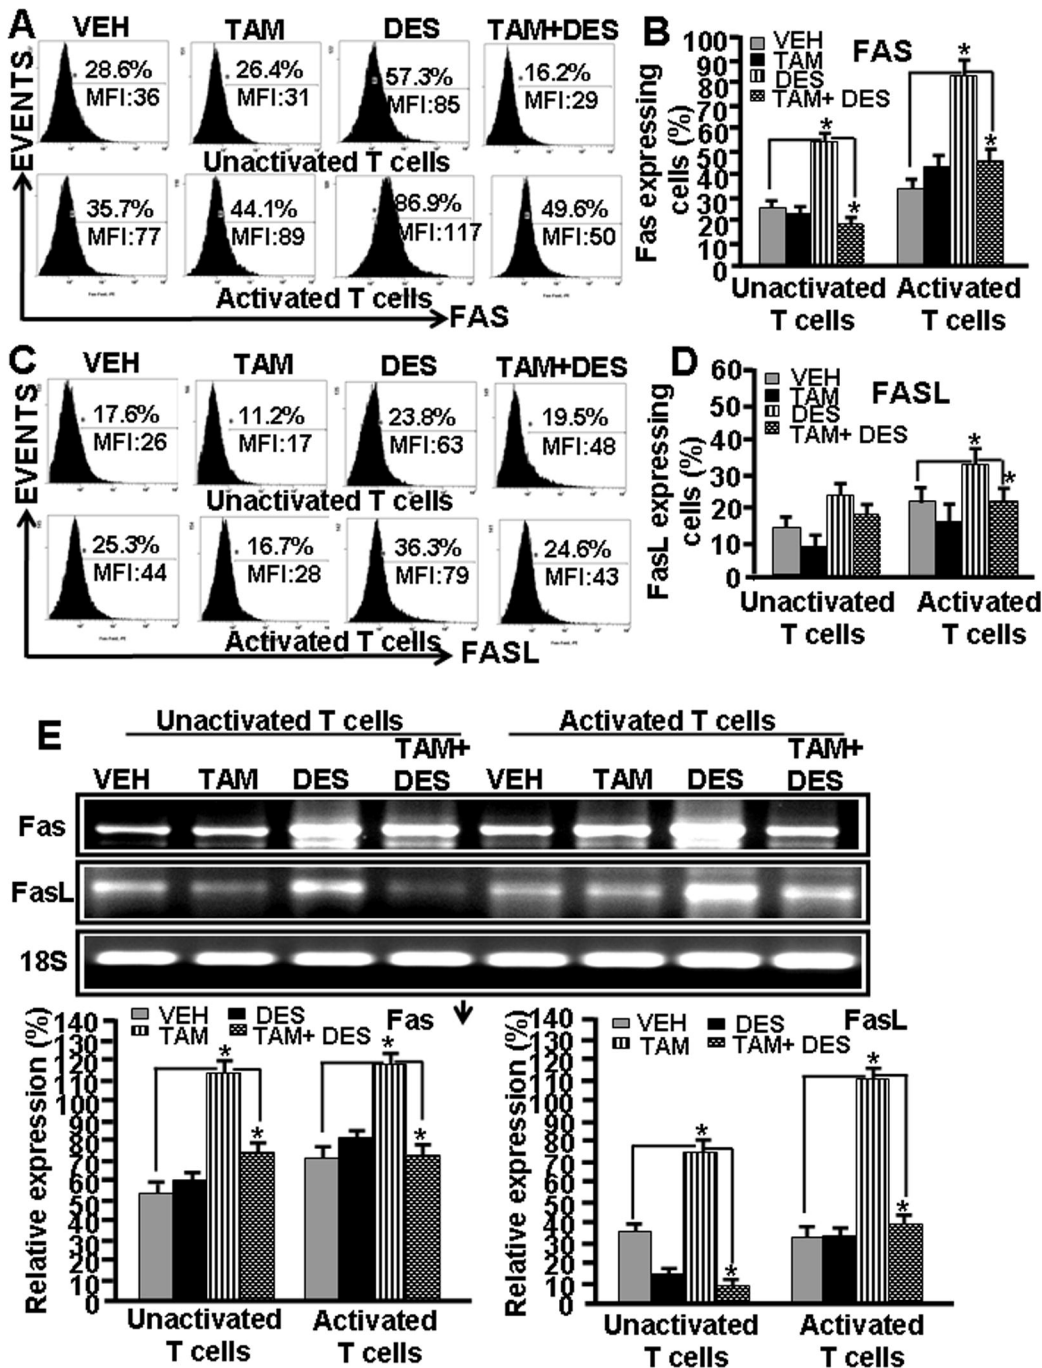 A
VEH TAM DES TAM+DES
EVENTS
28.6% 26.4% 57.3% 16.2%
MFI:36 MFI:31 MFI:85 MFI:29
Unactivated T cells
35.7% 44.1% 86.9% 49.6%
MFI:77 MFI:89 MFI:117 MFI:50
Activated T cells
FAS
B
FAS
VEH
TAM
DES
TAM+ DES
Fas expressing
cells (%)
100
90
80
70
60
50
40
30
20
10
0
* * * *
Unactivated Activated
T cells T cells
C
VEH TAM DES TAM+DES
EVENTS
17.6% 11.2% 23.8% 19.5%
MFI:26 MFI:17 MFI:63 MFI:48
Unactivated T cells
25.3% 16.7% 36.3% 24.6%
MFI:44 MFI:28 MFI:79 MFI:43
Activated T cells
FASL
D
FASL
VEH
TAM
DES
TAM+ DES
FasL expressing
cells (%)
60
50
40
30
20
10
0
* *
Unactivated Activated
T cells T cells
E
Unactivated T cells Activated T cells
TAM+ TAM+
VEH TAM DES DES VEH TAM DES DES
Fas
FasL
18S
Relative expression (%)
VEH DES
TAM TAM+ DES
Fas
140
130
120
110
100
90
80
70
60
50
40
30
20
10
0
* * * *
Unactivated Activated
T cells T cells
Relative expression (%)
VEH DES
TAM TAM+ DES
FasL
140
130
120
110
100
90
80
70
60
50
40
30
20
10
0
* * * *
Unactivated Activated
T cells T cells